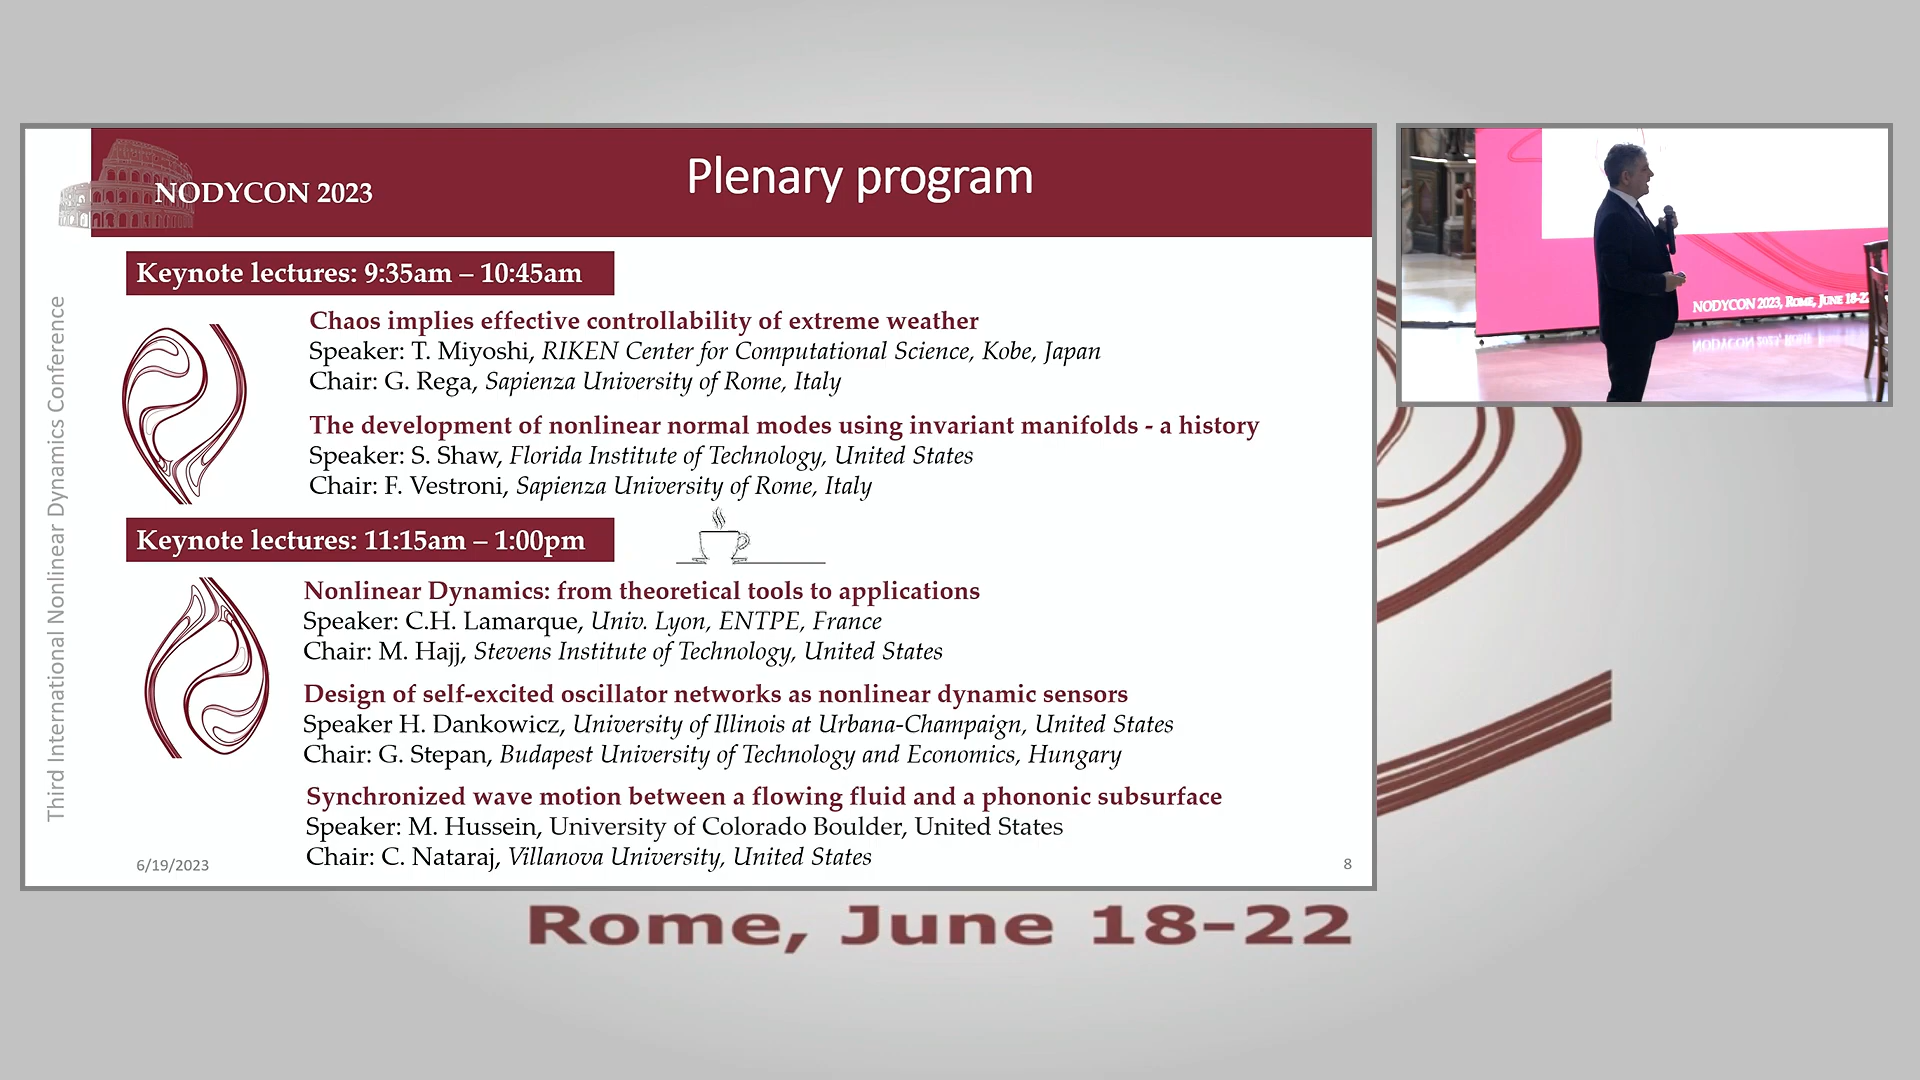 NODYCON 2023
Plenary program
Third International Nonlinear Dynamics Conference
Keynote lectures: 9:35am – 10:45am
Chaos implies effective controllability of extreme weather
Speaker: T. Miyoshi, RIKEN Center for Computational Science, Kobe, Japan
Chair: G. Rega, Sapienza University of Rome, Italy
The development of nonlinear normal modes using invariant manifolds - a history
Speaker: S. Shaw, Florida Institute of Technology, United States
Chair: F. Vestroni, Sapienza University of Rome, Italy
Keynote lectures: 11:15am – 1:00pm
Nonlinear Dynamics: from theoretical tools to applications
Speaker: C.H. Lamarque, Univ. Lyon, ENTPE, France
Chair: M. Hajj, Stevens Institute of Technology, United States
Design of self-excited oscillator networks as nonlinear dynamic sensors
Speaker H. Dankowicz, University of Illinois at Urbana-Champaign, United States
Chair: G. Stepan, Budapest University of Technology and Economics, Hungary
Synchronized wave motion between a flowing fluid and a phononic subsurface
Speaker: M. Hussein, University of Colorado Boulder, United States
Chair: C. Nataraj, Villanova University, United States
6/19/2023
8
NODYCON 2023, Rome, June 18-2
Rome, June 18-22